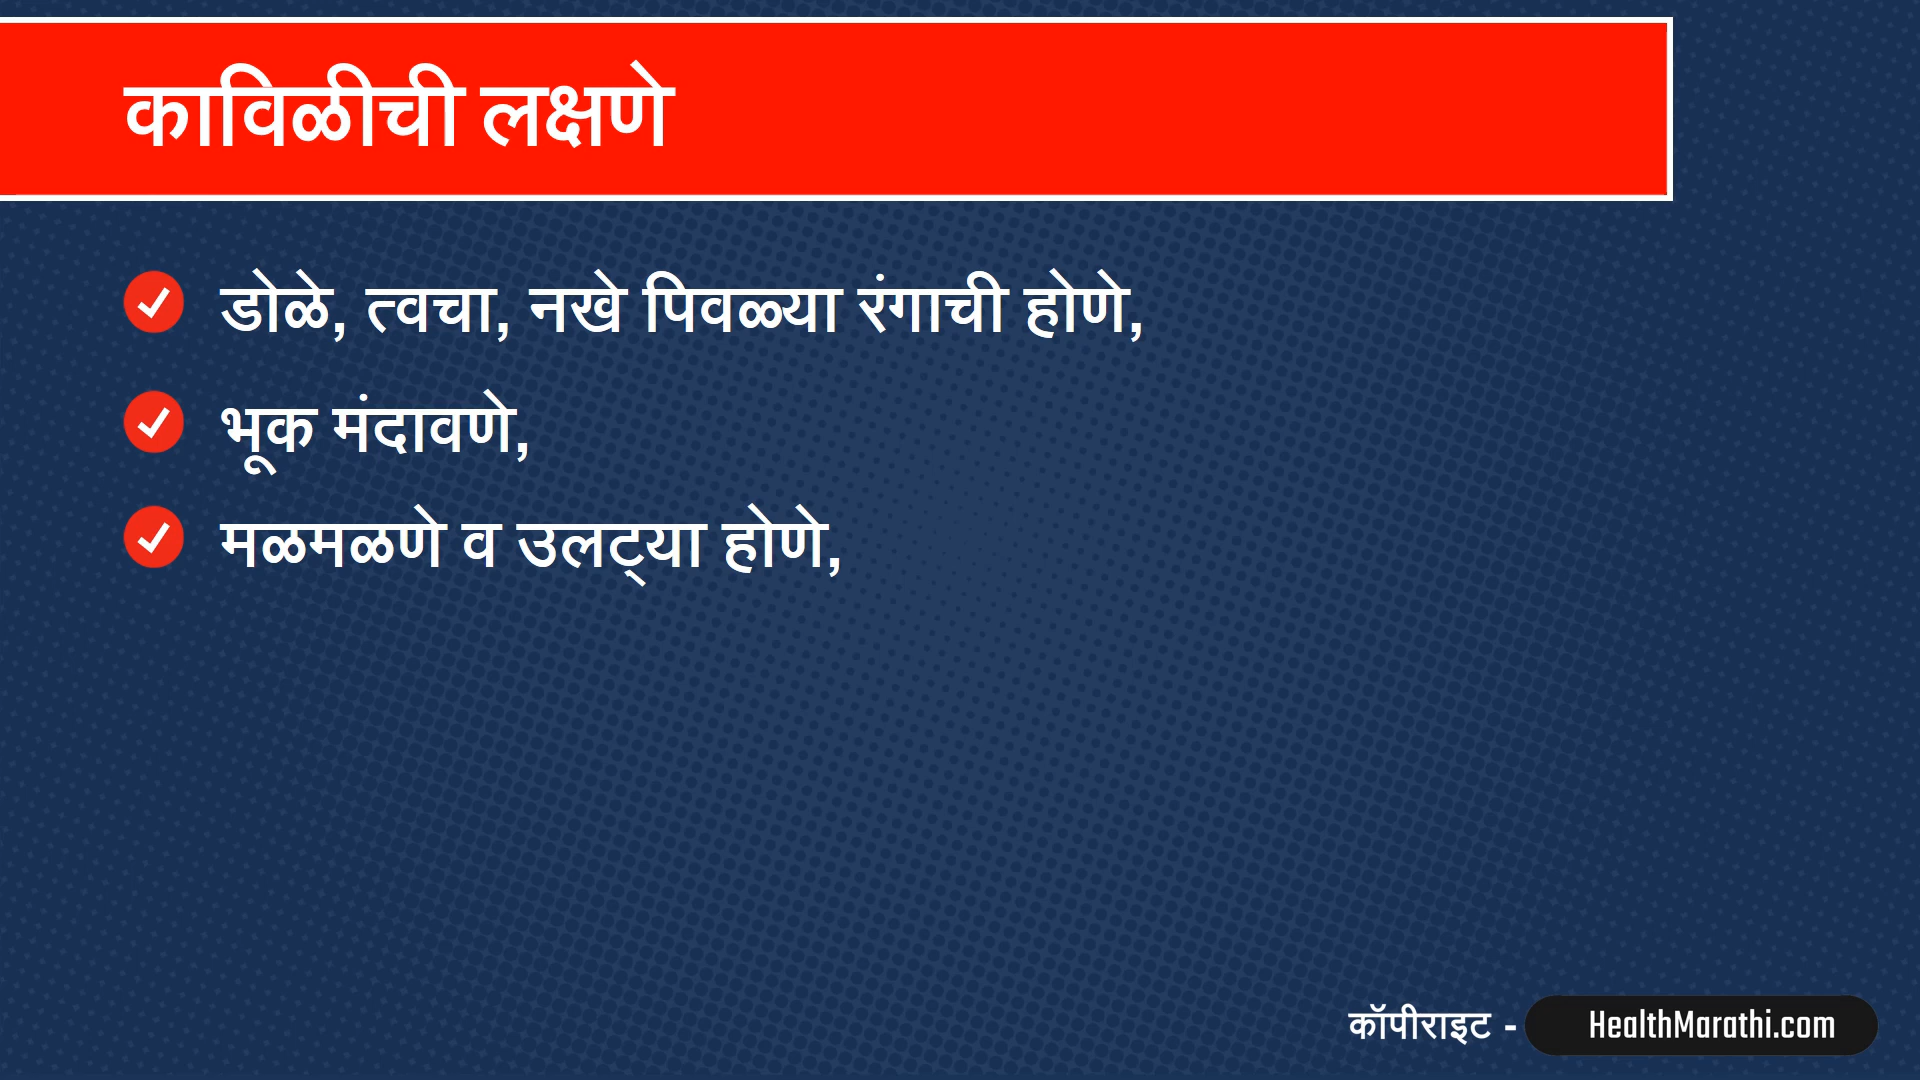 काविळीची लक्षणे
डोळे, त्वचा, नखे पिवळ्या रंगाची होणे,
भूक मंदावणे,
मळमळणे व उलट्या होणे,
कॉपीराइट - HealthMarathi.com